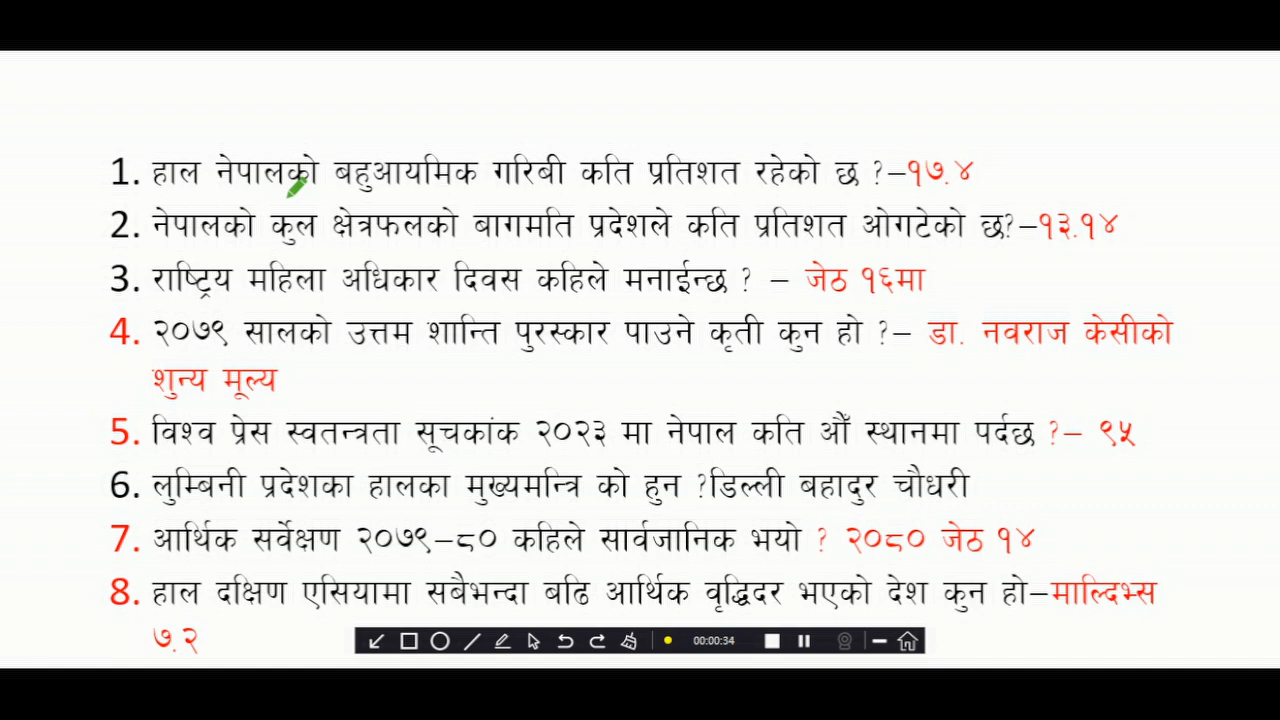 1. हाल नेपालको बहुआयमिक गरिबी कति प्रतिशत रहेको छ ?–१७.४
2. नेपालको कुल क्षेत्रफलको बागमति प्रदेशले कति प्रतिशत ओगटेको छ?–१३.१४
3. राष्ट्रिय महिला अधिकार दिवस कहिले मनाईन्छ ? – जेठ १६मा
4. २०७९ सालको उत्तम शान्ति पुरस्कार पाउने कृती कुन हो ?– डा. नवराज केसीको
शुन्य मूल्य
5. विश्व प्रेस स्वतन्त्रता सूचकांक २०२३ मा नेपाल कति औँ स्थानमा पर्दछ ?– ९५
6. लुम्बिनी प्रदेशका हालका मुख्यमन्त्रि को हुन ?डिल्ली बहादुर चौधरी
7. आर्थिक सर्वेक्षण २०७९–८० कहिले सार्वजानिक भयो ? २०८० जेठ १४
8. हाल दक्षिण एसियामा सबैभन्दा बढि आर्थिक वृद्धिदर भएको देश कुन हो–माल्दिभ्स
७.२
00:00:34